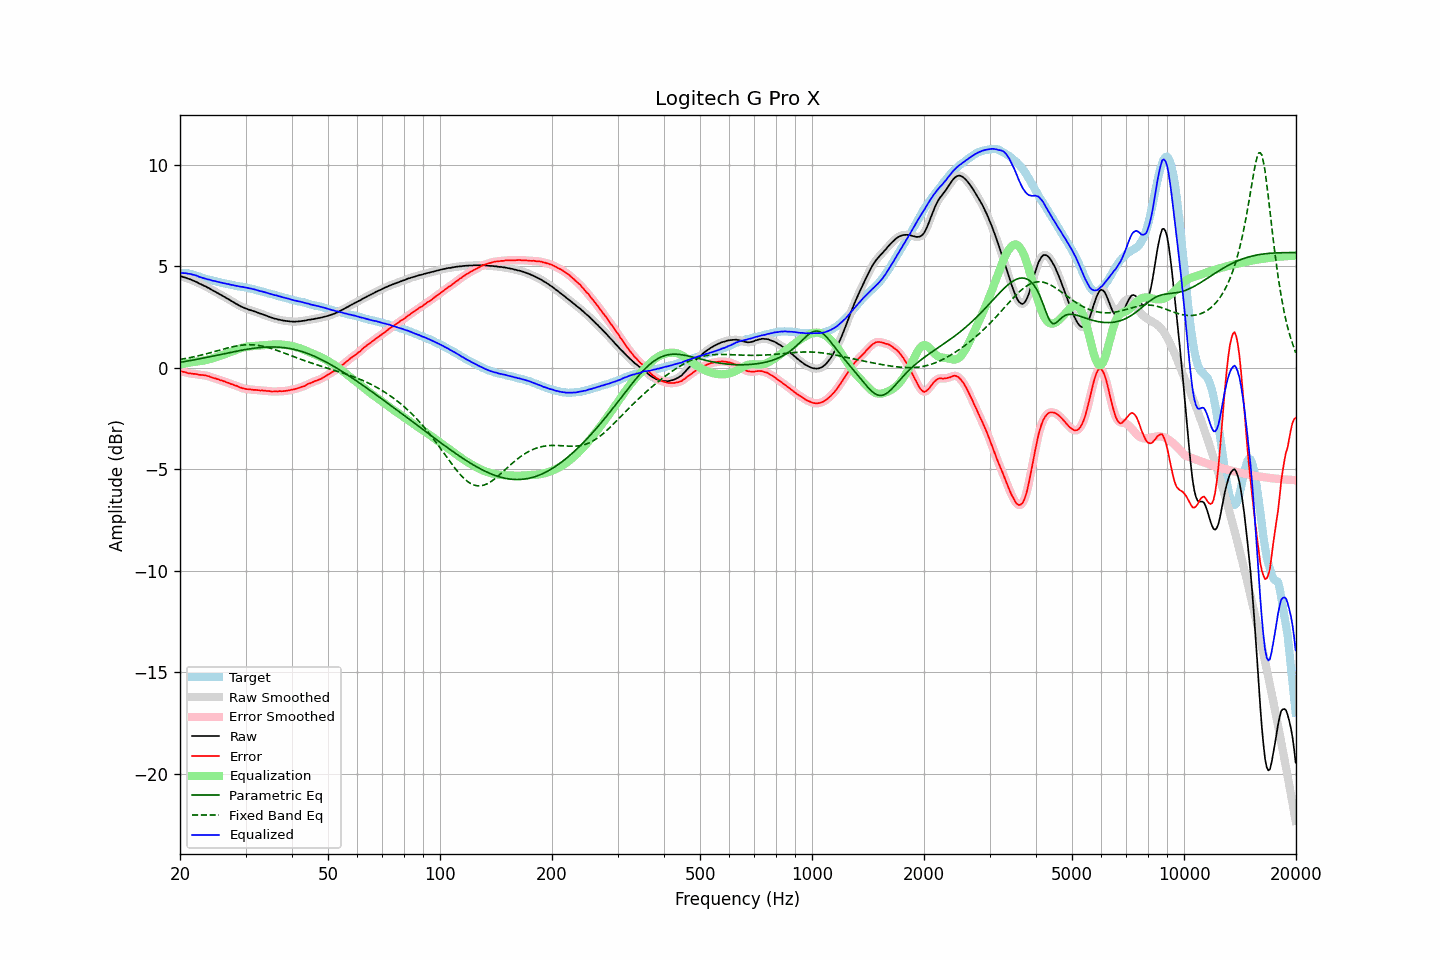 Logitech G Pro X
Amplitude (dBr)
10
5
0
−5
−10
−15
−20
Target
Raw Smoothed
Error Smoothed
Raw
Error
Equalization
Parametric Eq
Fixed Band Eq
Equalized
20 50 100 200 500 1000 2000 5000 10000 20000
Frequency (Hz)